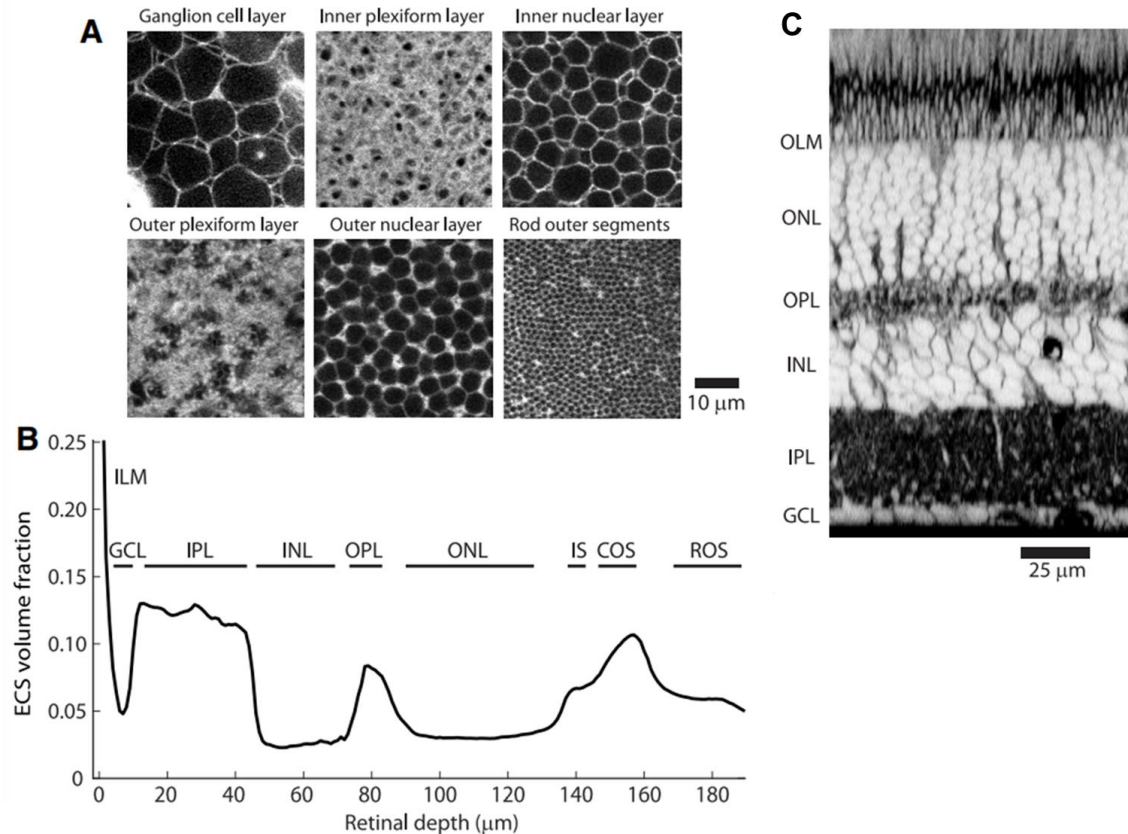 A
Ganglion cell layer
Inner plexiform layer
Inner nuclear layer
Outer plexiform layer
Outer nuclear layer
Rod outer segments
10 μm
B
ECS volume fraction
0.25
0.20
0.15
0.10
0.05
0
ILM
GCL IPL INL OPL ONL IS COS ROS
0 20 40 60 80 100 120 140 160 180
Retinal depth (μm)
C
OLM
ONL
OPL
INL
IPL
GCL
25 μm